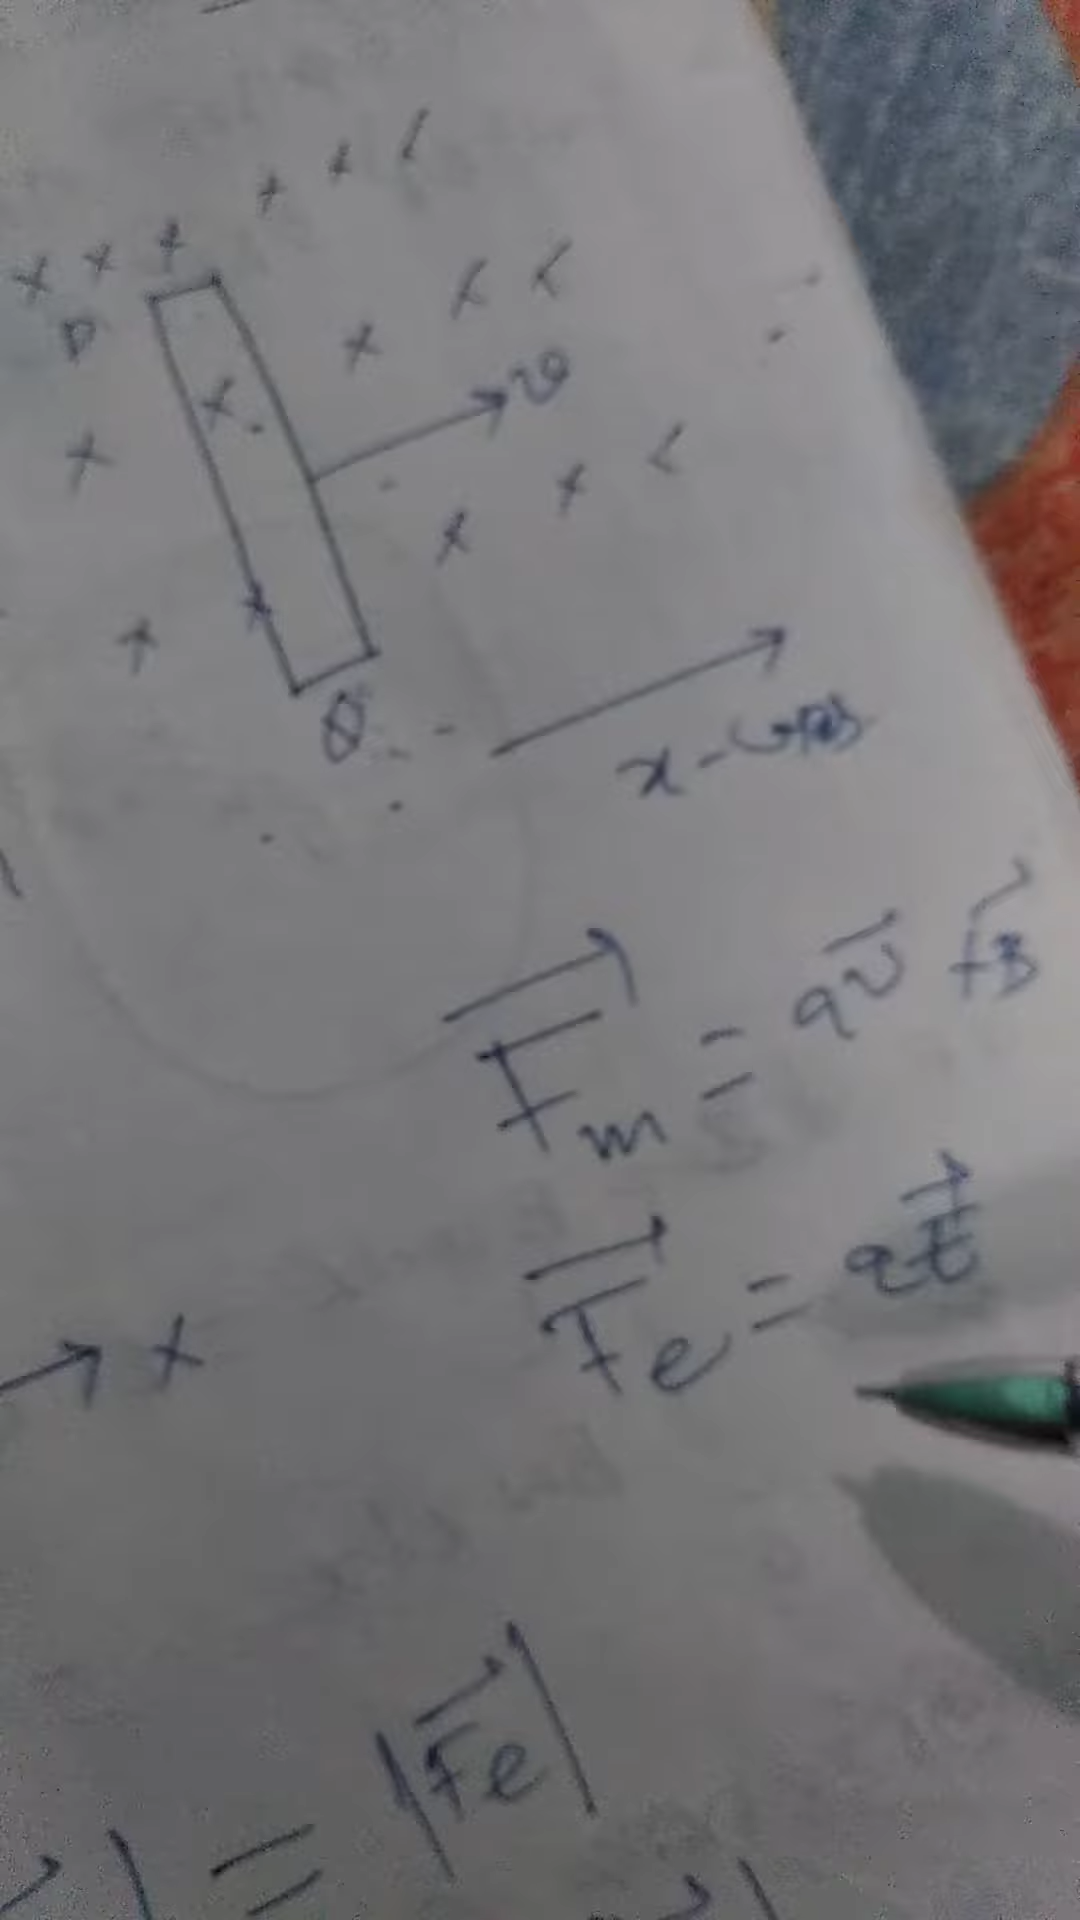 P
v
Q
x-axis
F⃗m = qv⃗ × B⃗
F⃗e = qE⃗
→ X
= |F⃗e|